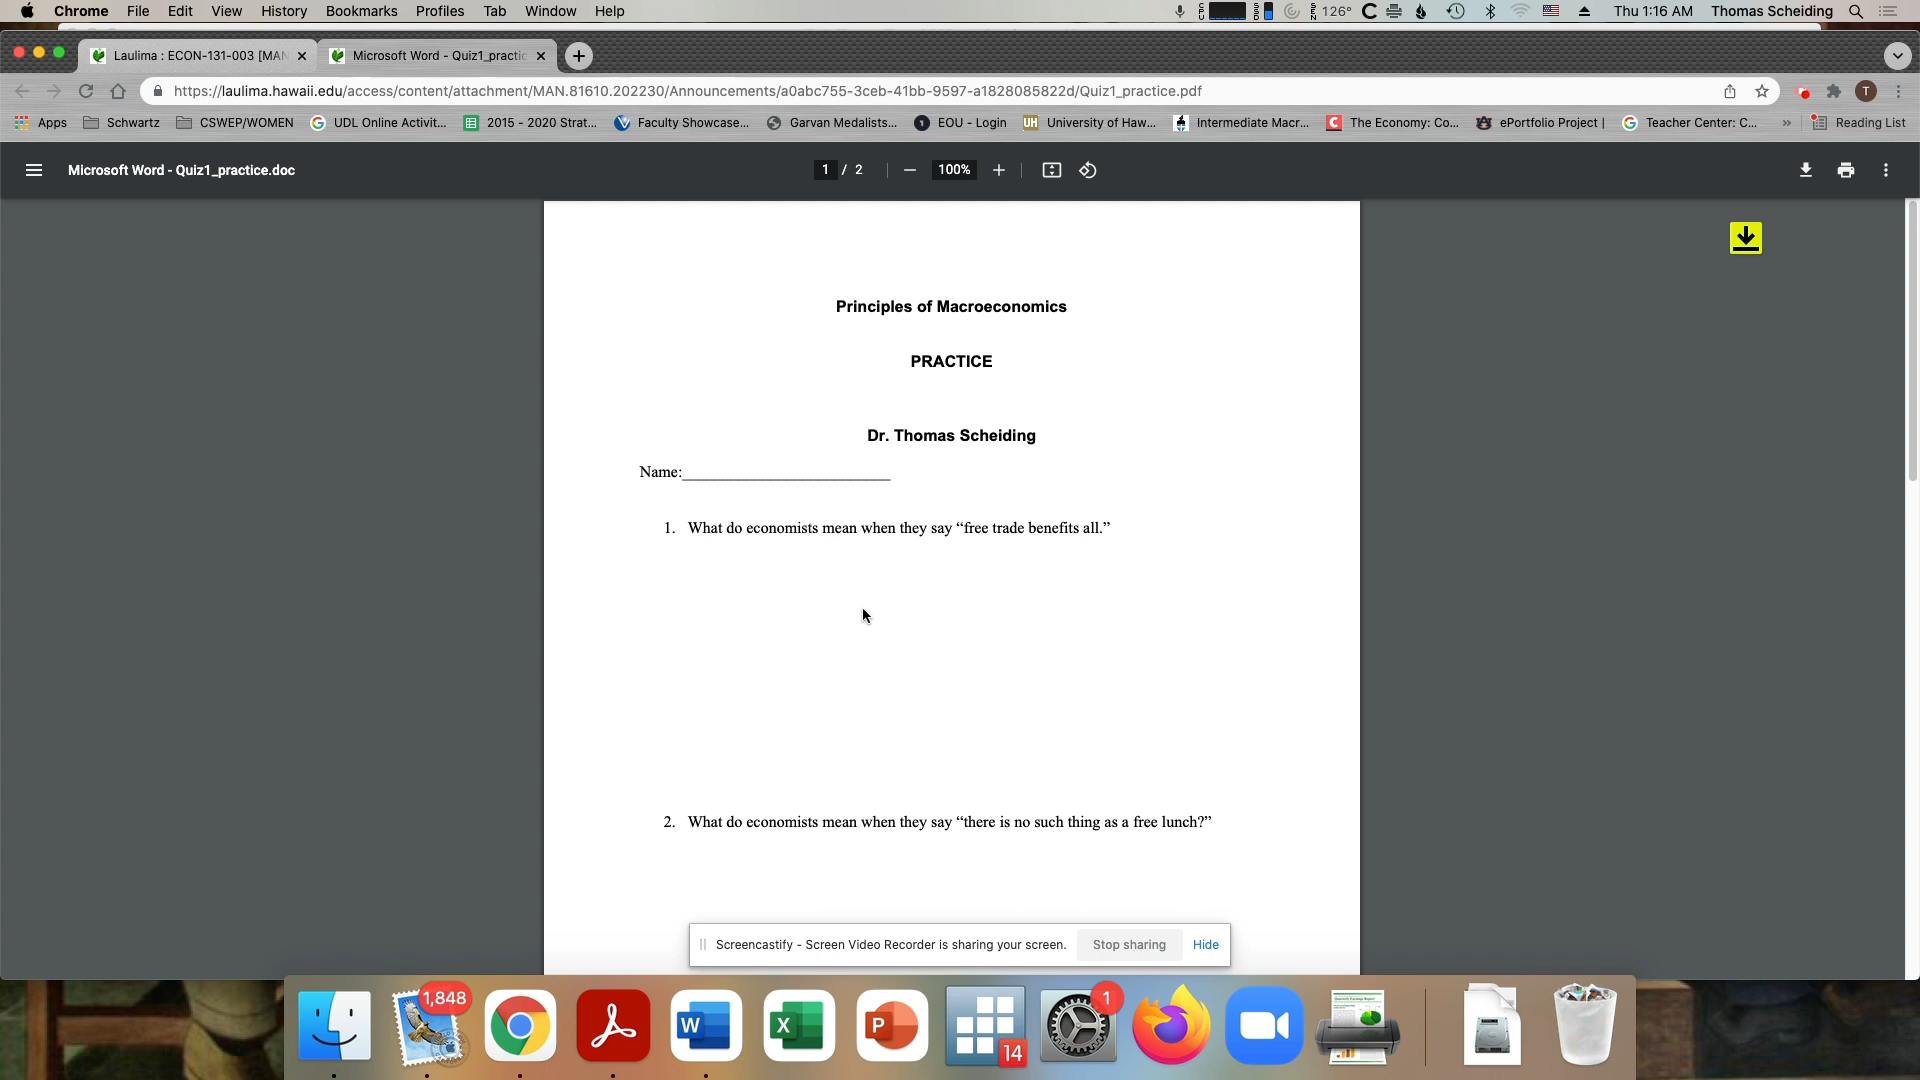 Chrome File Edit View History Bookmarks Profiles Tab Window Help 126° Thu 1:16 AM Thomas Scheiding
Laulima : ECON-131-003 [MAN Microsoft Word - Quiz1_practic
https://laulima.hawaii.edu/access/content/attachment/MAN.81610.202230/Announcements/a0abc755-3ceb-41bb-9597-a1828085822d/Quiz1_practice.pdf T
Apps Schwartz CSWEP/WOMEN UDL Online Activit... 2015 - 2020 Strat... Faculty Showcase... Garvan Medalists... EOU - Login University of Haw... Intermediate Macr... The Economy: Co... ePortfolio Project | Teacher Center: C... » Reading List
Microsoft Word - Quiz1_practice.doc 1 / 2 100%
Principles of Macroeconomics
PRACTICE
Dr. Thomas Scheiding
Name:__________________________
1. What do economists mean when they say “free trade benefits all.”
2. What do economists mean when they say “there is no such thing as a free lunch?”
Screencastify - Screen Video Recorder is sharing your screen. Stop sharing Hide
1,848 W X P 14 1